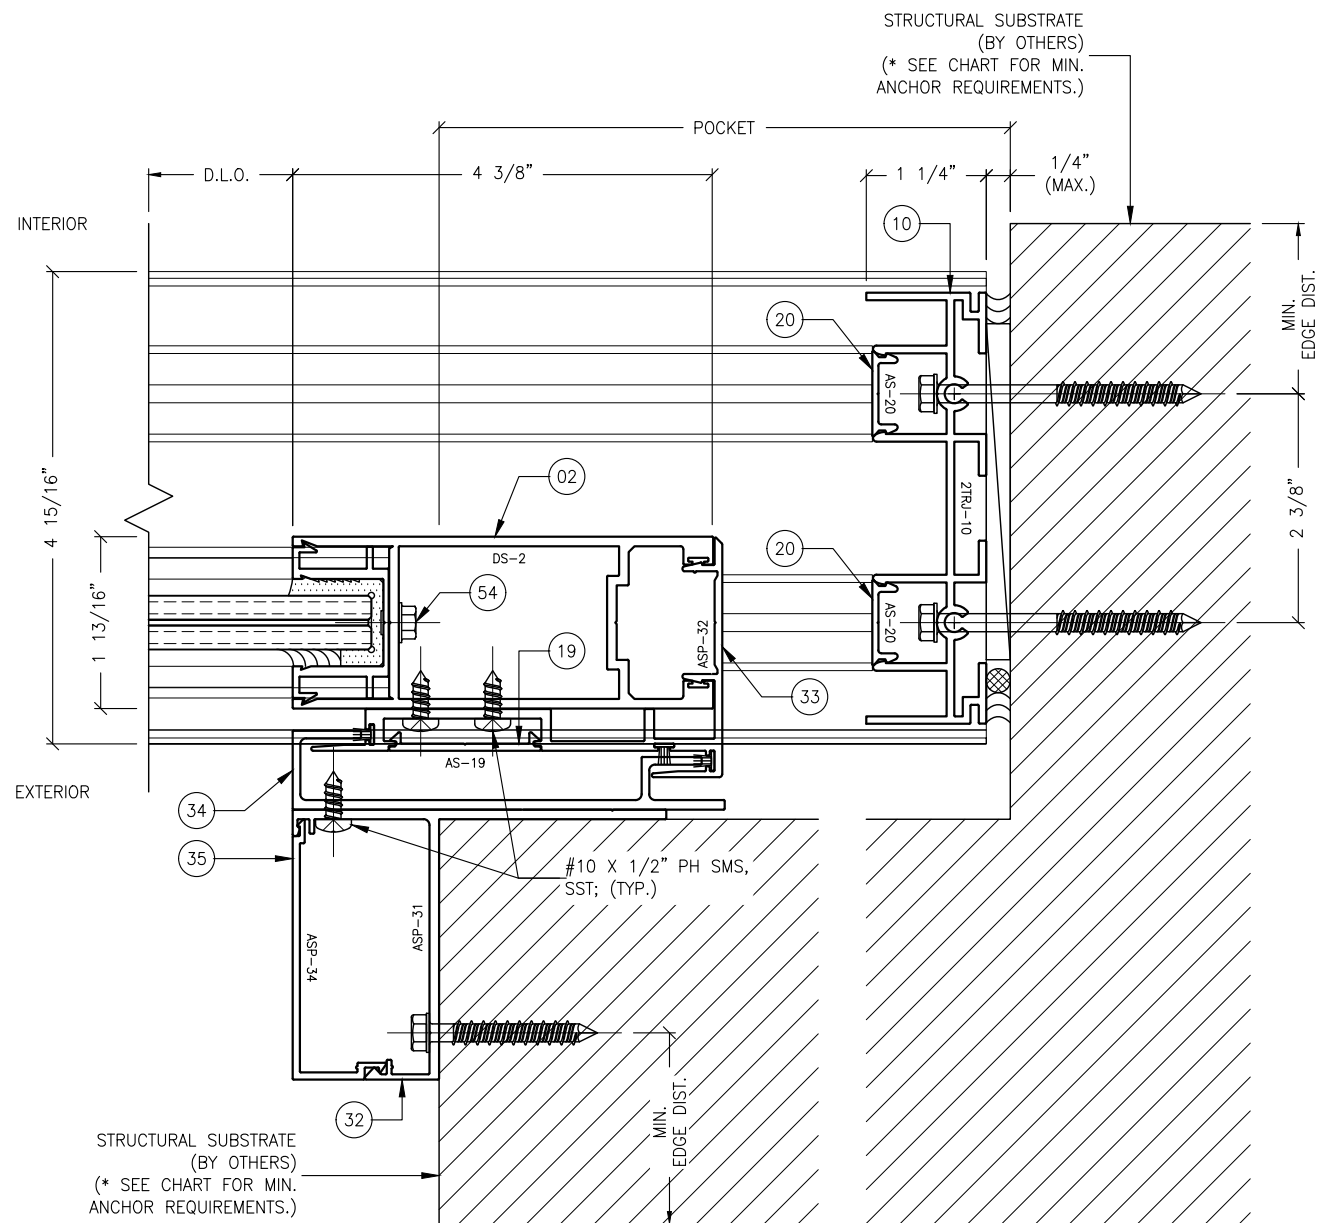 STRUCTURAL SUBSTRATE
(BY OTHERS)
(* SEE CHART FOR MIN.
ANCHOR REQUIREMENTS.)
POCKET
D.L.O.
4 3/8”
1 1/4”
1/4”
(MAX.)
INTERIOR
10
MIN.
EDGE DIST.
20
AS-20
4 15/16”
02
2TRJ-10
2 3/8”
DS-2
20
54
1 13/16”
AS-20
ASP-32
19
33
AS-19
EXTERIOR
34
35
#10 X 1/2” PH SMS,
SST; (TYP.)
ASP-31
ASP-34
32
MIN.
EDGE DIST.
STRUCTURAL SUBSTRATE
(BY OTHERS)
(* SEE CHART FOR MIN.
ANCHOR REQUIREMENTS.)